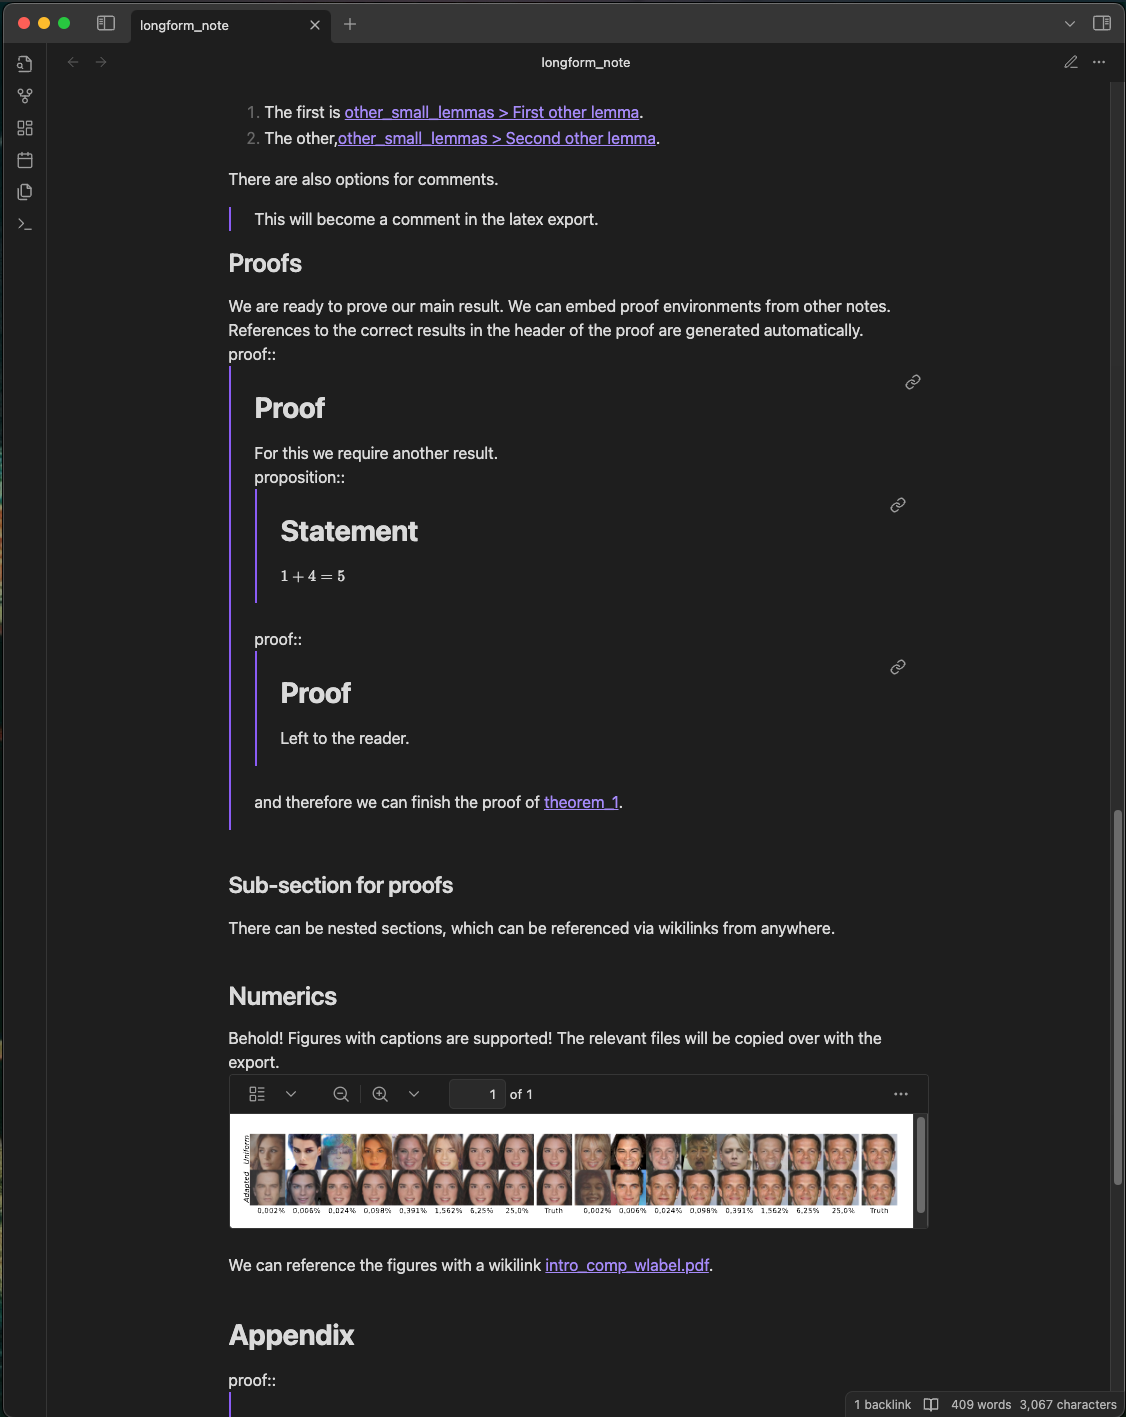 longform_note
longform_note
1. The first is other_small_lemmas > First other lemma.
2. The other,other_small_lemmas > Second other lemma.
There are also options for comments.
This will become a comment in the latex export.
Proofs
We are ready to prove our main result. We can embed proof environments from other notes.
References to the correct results in the header of the proof are generated automatically.
proof::
Proof
For this we require another result.
proposition::
Statement
1 + 4 = 5
proof::
Proof
Left to the reader.
and therefore we can finish the proof of theorem_1.
Sub-section for proofs
There can be nested sections, which can be referenced via wikilinks from anywhere.
Numerics
Behold! Figures with captions are supported! The relevant files will be copied over with the
export.
1 of 1
Uniform
Adapted
0,002% 0,006% 0,024% 0,098% 0,391% 1,562% 6,25% 25,0% Truth 0,002% 0,006% 0,024% 0,098% 0,391% 1,562% 6,25% 25,0% Truth
We can reference the figures with a wikilink intro_comp_wlabel.pdf.
Appendix
proof::
1 backlink 409 words 3,067 characters